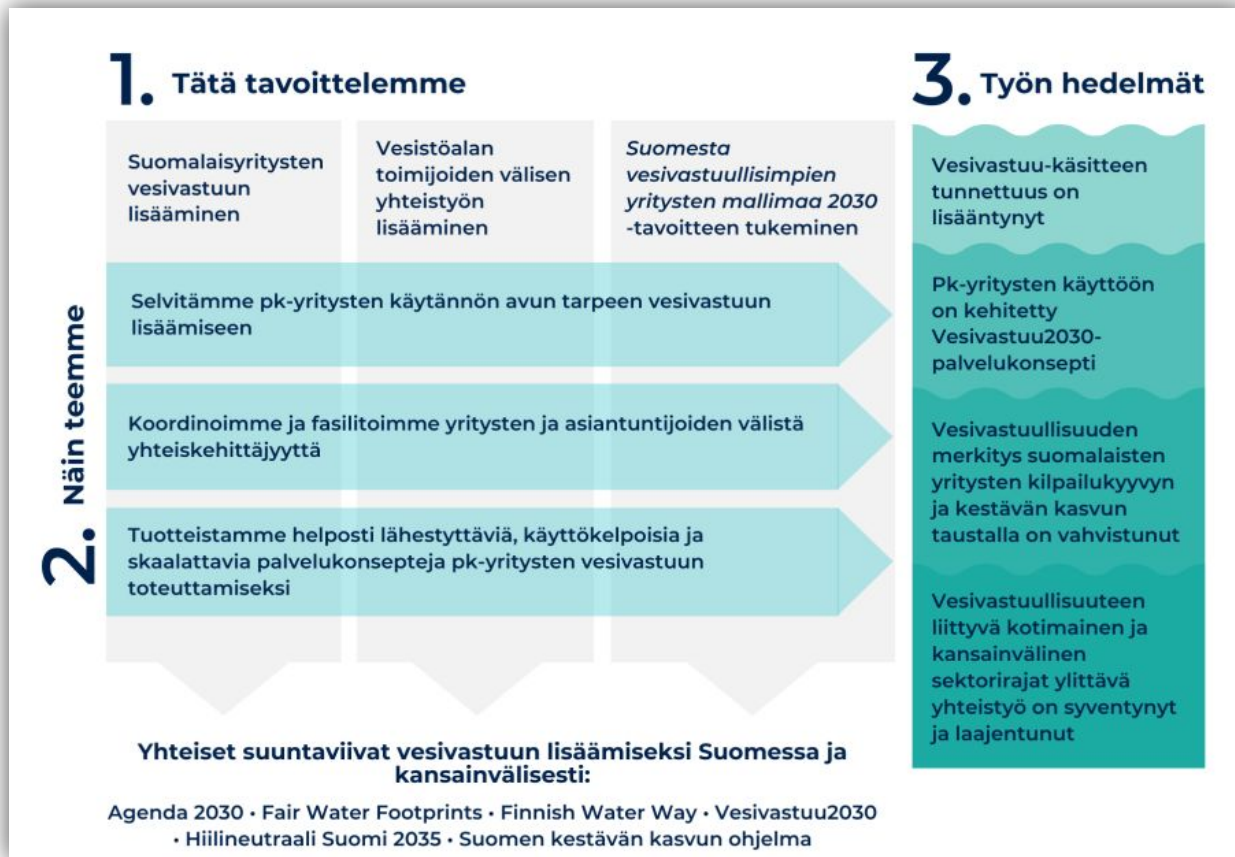 1. Tätä tavoittelemme
Suomalaisyritysten
vesivastuun
lisääminen
Vesistöalan
toimijoiden välisen
yhteistyön
lisääminen
Suomesta
vesivastuullisimpien
yritysten mallimaa 2030
-tavoitteen tukeminen
2. Näin teemme
Selvitämme pk-yritysten käytännön avun tarpeen vesivastuun
lisäämiseen
Koordinoimme ja fasilitoimme yritysten ja asiantuntijoiden välistä
yhteiskehittäjyyttä
Tuotteistamme helposti lähestyttäviä, käyttökelpoisia ja
skaalattavia palvelukonsepteja pk-yritysten vesivastuun
toteuttamiseksi
Yhteiset suuntaviivat vesivastuun lisäämiseksi Suomessa ja
kansainvälisesti:
Agenda 2030 • Fair Water Footprints • Finnish Water Way • Vesivastuu2030
• Hiilineutraali Suomi 2035 • Suomen kestävän kasvun ohjelma
3. Työn hedelmät
Vesivastuu-käsitteen
tunnettuus on
lisääntynyt
Pk-yritysten käyttöön
on kehitetty
Vesivastuu2030-
palvelukonsepti
Vesivastuullisuuden
merkitys suomalaisten
yritysten kilpailukyvyn
ja kestävän kasvun
taustalla on vahvistunut
Vesivastuullisuuteen
liittyvä kotimainen ja
kansainvälinen
sektorirajat ylittävä
yhteistyö on syventynyt
ja laajentunut